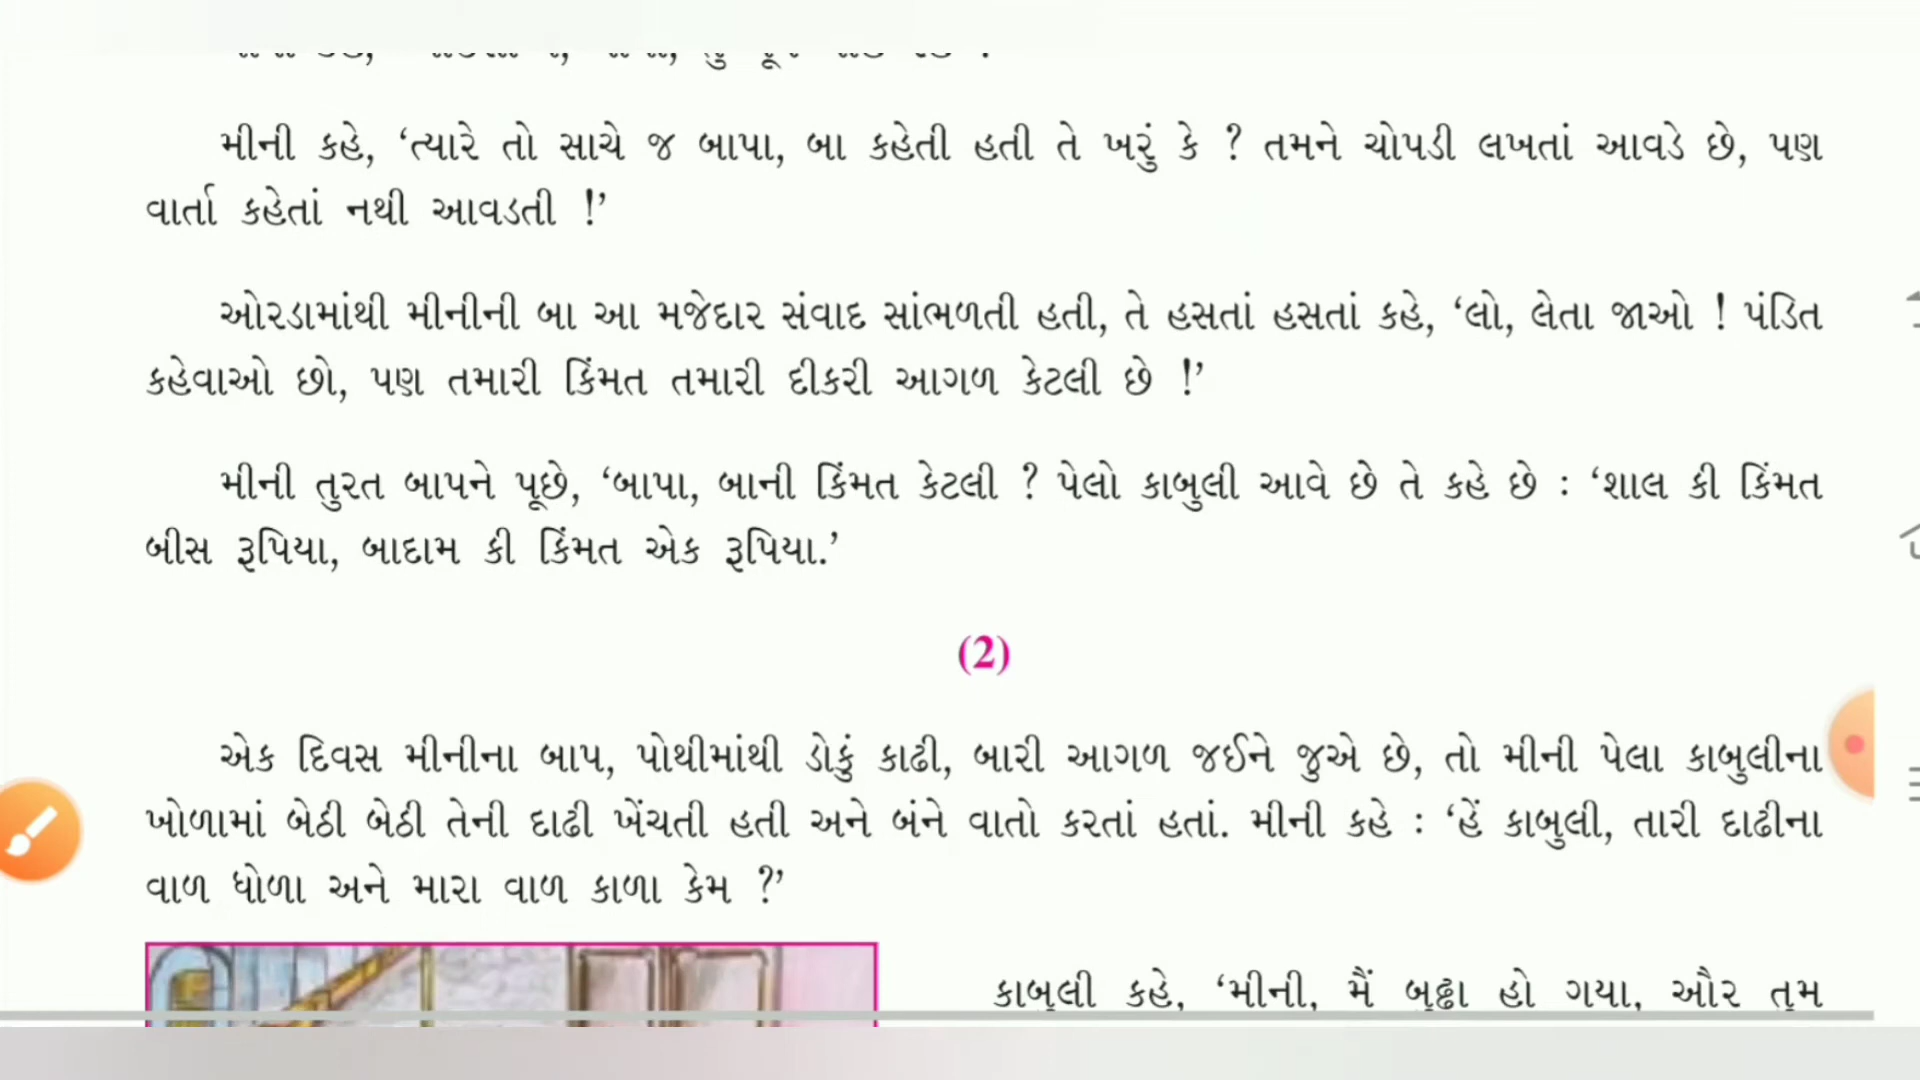 મીની કહે, ‘ત્યારે તો સાચે જ બાપા, બા કહેતી હતી તે ખરું કે ? તમને ચોપડી લખતાં આવડે છે, પણ
વાર્તા કહેતાં નથી આવડતી !’
ઓરડામાંથી મીનીની બા આ મજેદાર સંવાદ સાંભળતી હતી, તે હસતાં હસતાં કહે, ‘લો, લેતા જાઓ ! પંડિત
કહેવાઓ છો, પણ તમારી કિંમત તમારી દીકરી આગળ કેટલી છે !’
મીની તુરત બાપને પૂછે, ‘બાપા, બાની કિંમત કેટલી ? પેલો કાબુલી આવે છે તે કહે છે : ‘શાલ કી કિંમત
બીસ રૂપિયા, બાદામ કી કિંમત એક રૂપિયા.’
(2)
એક દિવસ મીનીના બાપ, પોથીમાંથી ડોકું કાઢી, બારી આગળ જઈને જુએ છે, તો મીની પેલા કાબુલીના
ખોળામાં બેઠી બેઠી તેની દાઢી ખેંચતી હતી અને બંને વાતો કરતાં હતાં. મીની કહે : ‘હેં કાબુલી, તારી દાઢીના
વાળ ધોળા અને મારા વાળ કાળા કેમ ?’
કાબુલી કહે, ‘મીની, મૈં બુઢ્ઢા હો ગયા, ઔર તુમ